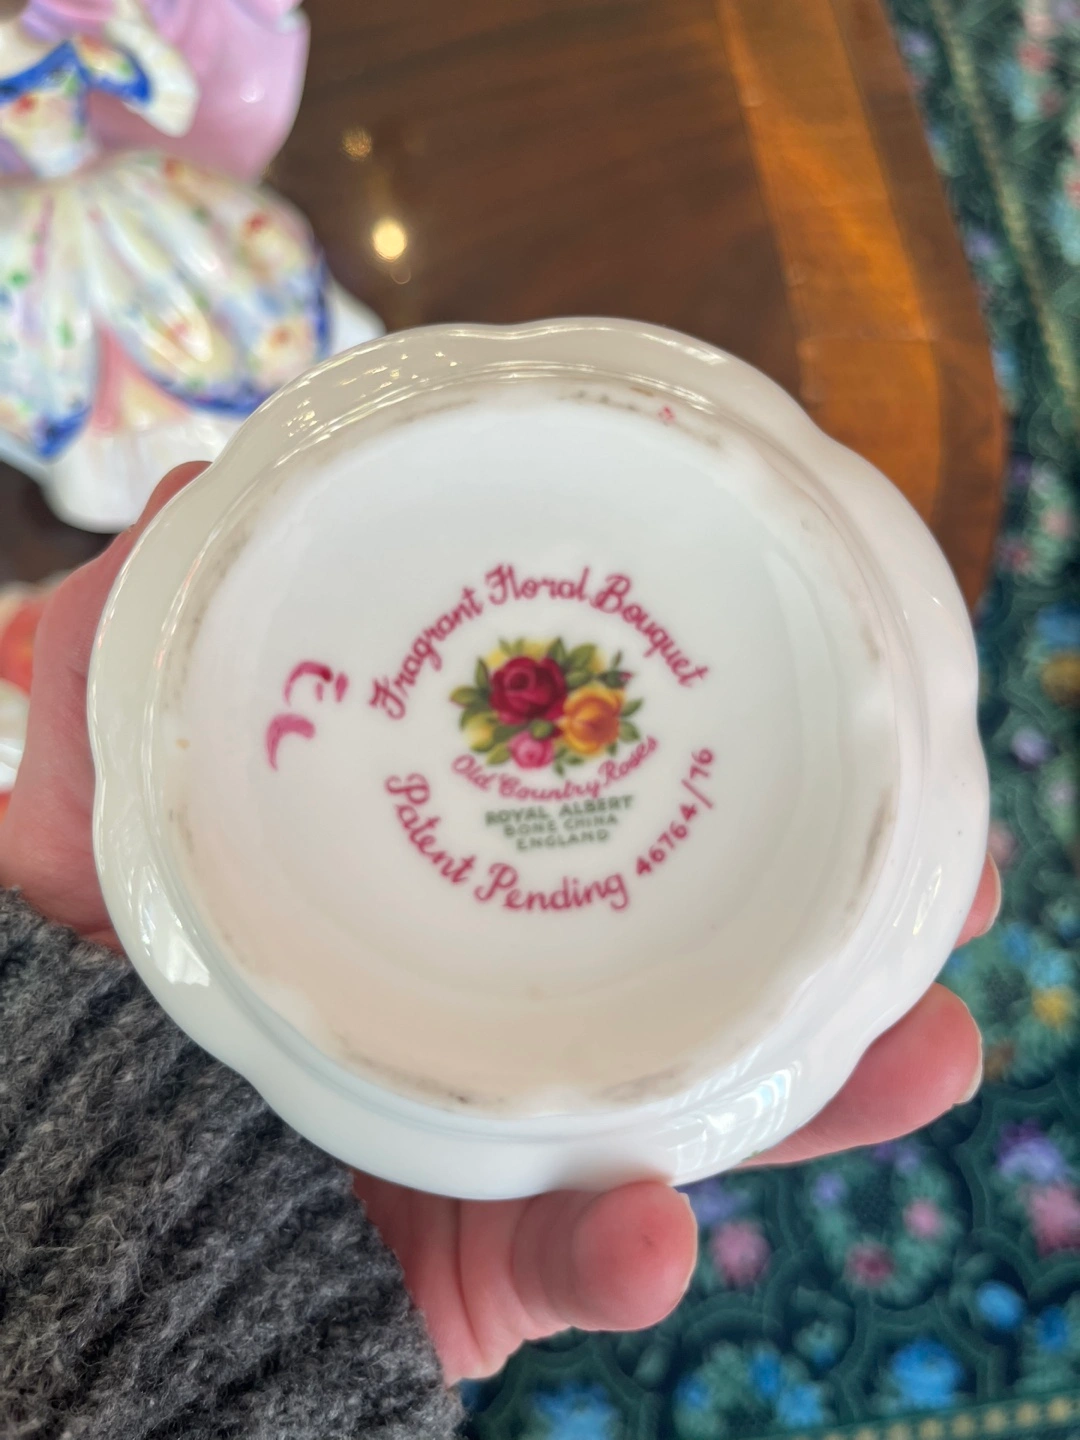 Fragrant Floral Bouquet
Old Country Roses
ROYAL ALBERT
BONE CHINA
ENGLAND
Patent Pending 46764/76